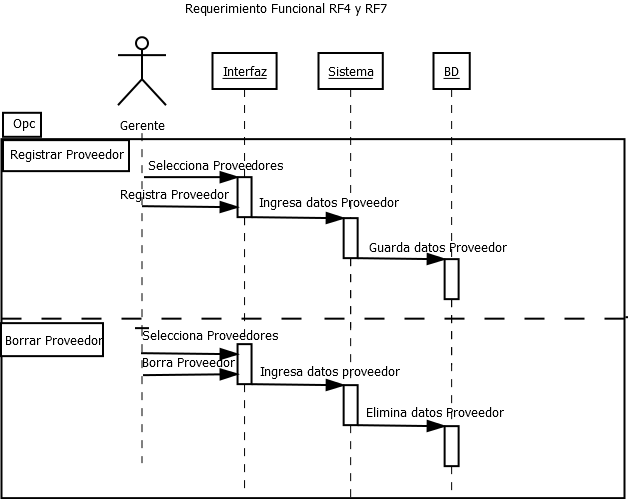 Requerimiento Funcional RF4 y RF7
Interfaz
Sistema
BD
Gerente
Opc
Registrar Proveedor
Selecciona Proveedores
Registra Proveedor
Ingresa datos Proveedor
Guarda datos Proveedor
Borrar Proveedor
Selecciona Proveedores
Borra Proveedor
Ingresa datos proveedor
Elimina datos Proveedor